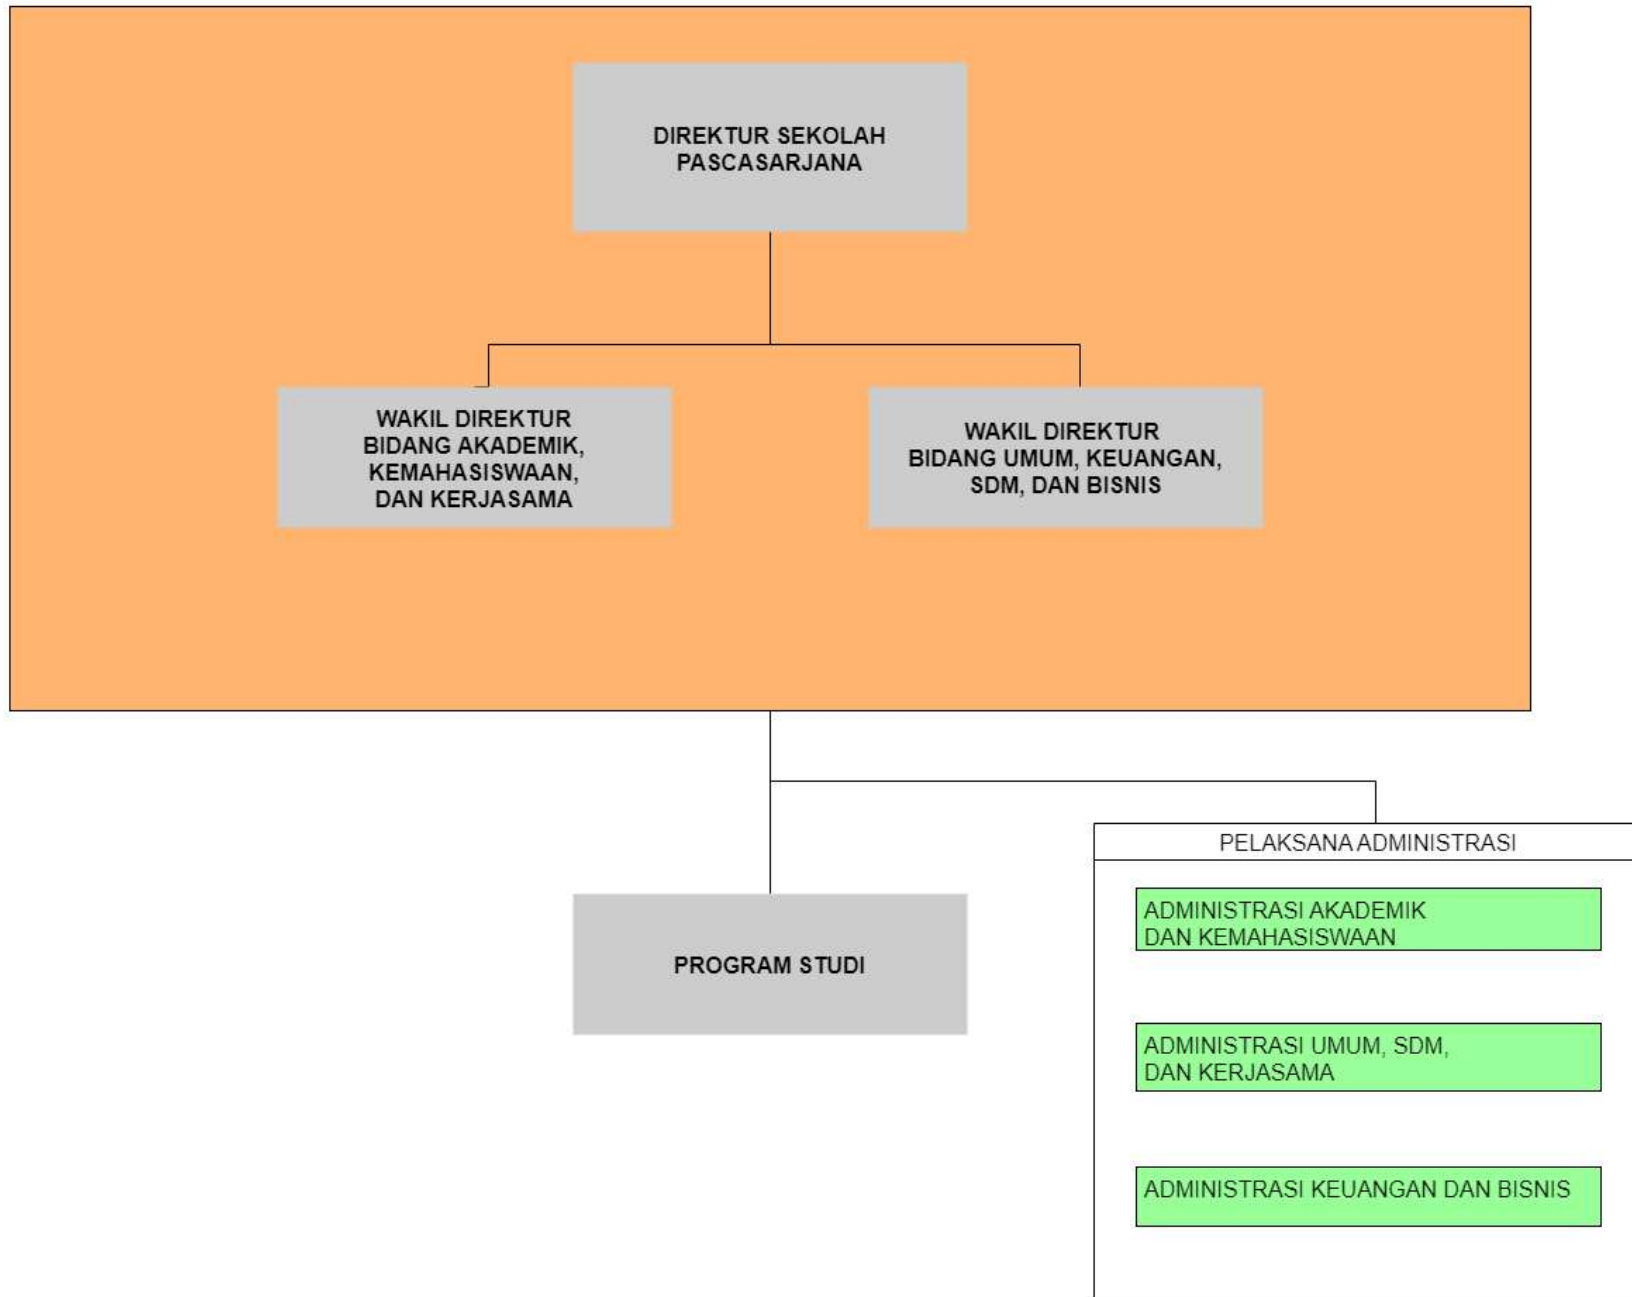 DIREKTUR SEKOLAH
PASCASARJANA
WAKIL DIREKTUR
BIDANG AKADEMIK,
KEMAHASISWAAN,
DAN KERJASAMA
WAKIL DIREKTUR
BIDANG UMUM, KEUANGAN,
SDM, DAN BISNIS
PROGRAM STUDI
PELAKSANA ADMINISTRASI
ADMINISTRASI AKADEMIK
DAN KEMAHASISWAAN
ADMINISTRASI UMUM, SDM,
DAN KERJASAMA
ADMINISTRASI KEUANGAN DAN BISNIS